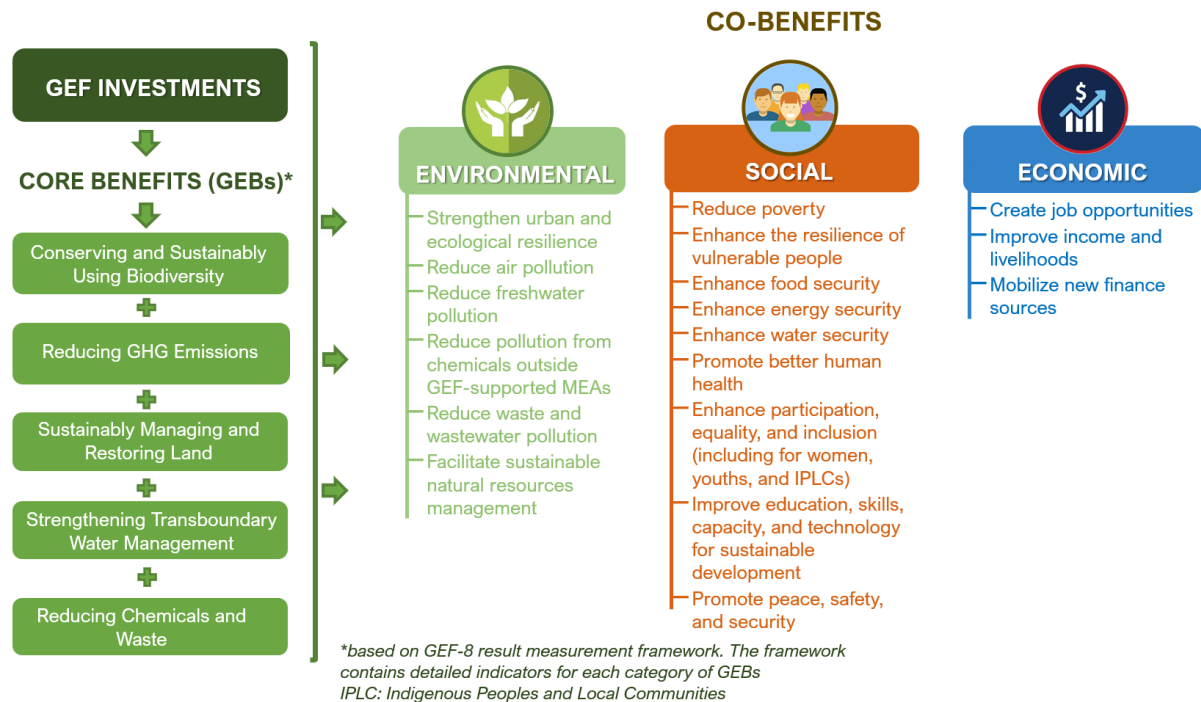 CO-BENEFITS
GEF INVESTMENTS
CORE BENEFITS (GEBs)*
Conserving and Sustainably
Using Biodiversity
Reducing GHG Emissions
Sustainably Managing and
Restoring Land
Strengthening Transboundary
Water Management
Reducing Chemicals and
Waste
ENVIRONMENTAL
Strengthen urban and
ecological resilience
Reduce air pollution
Reduce freshwater
pollution
Reduce pollution from
chemicals outside
GEF-supported MEAs
Reduce waste and
wastewater pollution
Facilitate sustainable
natural resources
management
SOCIAL
Reduce poverty
Enhance the resilience of
vulnerable people
Enhance food security
Enhance energy security
Enhance water security
Promote better human
health
Enhance participation,
equality, and inclusion
(including for women,
youths, and IPLCs)
Improve education, skills,
capacity, and technology
for sustainable
development
Promote peace, safety,
and security
$
ECONOMIC
Create job opportunities
Improve income and
livelihoods
Mobilize new finance
sources
*based on GEF-8 result measurement framework. The framework
contains detailed indicators for each category of GEBs
IPLC: Indigenous Peoples and Local Communities